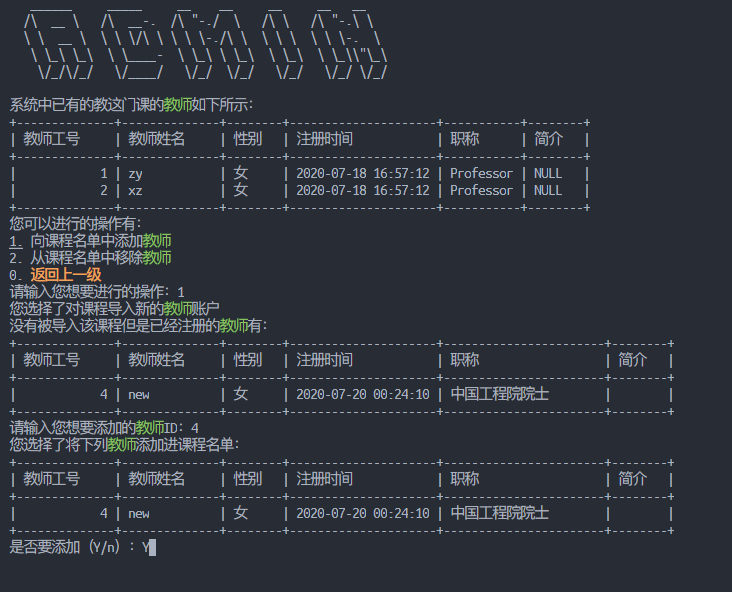 系统中已有的教这门课的教师如下所示：
+--------------+--------------+--------+---------------------+-----------+--------+
| 教师工号 | 教师姓名 | 性别 | 注册时间 | 职称 | 简介 |
+--------------+--------------+--------+---------------------+-----------+--------+
| 1 | zy | 女 | 2020-07-18 16:57:12 | Professor | NULL |
| 2 | xz | 女 | 2020-07-18 16:57:12 | Professor | NULL |
+--------------+--------------+--------+---------------------+-----------+--------+
您可以进行的操作有：
1. 向课程名单中添加教师
2. 从课程名单中移除教师
0. 返回上一级
请输入您想要进行的操作：1
您选择了对课程导入新的教师账户
没有被导入该课程但是已经注册的教师有：
+--------------+--------------+--------+---------------------+-----------------------+--------+
| 教师工号 | 教师姓名 | 性别 | 注册时间 | 职称 | 简介 |
+--------------+--------------+--------+---------------------+-----------------------+--------+
| 4 | new | 女 | 2020-07-20 00:24:10 | 中国工程院院士 | |
+--------------+--------------+--------+---------------------+-----------------------+--------+
请输入您想要添加的教师ID：4
您选择了将下列教师添加进课程名单：
+--------------+--------------+--------+---------------------+-----------------------+--------+
| 教师工号 | 教师姓名 | 性别 | 注册时间 | 职称 | 简介 |
+--------------+--------------+--------+---------------------+-----------------------+--------+
| 4 | new | 女 | 2020-07-20 00:24:10 | 中国工程院院士 | |
+--------------+--------------+--------+---------------------+-----------------------+--------+
是否要添加（Y/n）：Y